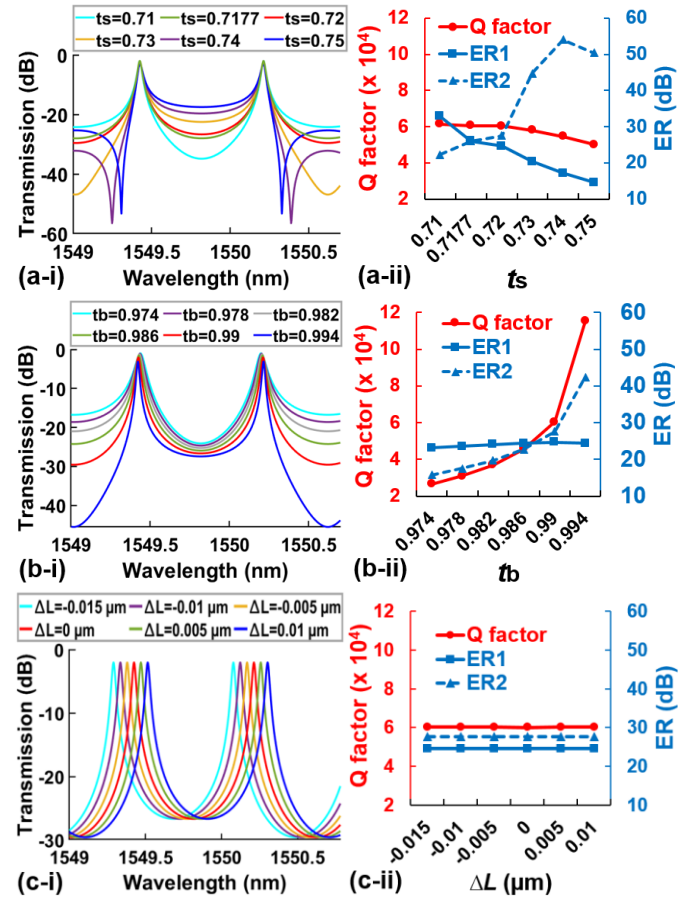 ts=0.71 ts=0.7177 ts=0.72
ts=0.73 ts=0.74 ts=0.75
Transmission (dB)
0
-20
-40
-60
1549 1549.5 1550 1550.5
Wavelength (nm)
(a-i)
Q factor (x 10⁴)
12
10
8
6
4
2
Q factor
ER1
ER2
60
50
40
30
20
10
ER (dB)
0.71 0.7177 0.72 0.73 0.74 0.75
(a-ii)
ts
tb=0.974 tb=0.978 tb=0.982
tb=0.986 tb=0.99 tb=0.994
Transmission (dB)
0
-10
-20
-30
-40
1549 1549.5 1550 1550.5
Wavelength (nm)
(b-i)
Q factor (x 10⁴)
12
10
8
6
4
2
Q factor
ER1
ER2
60
50
40
30
20
10
ER (dB)
0.974 0.978 0.982 0.986 0.99 0.994
(b-ii)
tb
ΔL=-0.015 µm ΔL=-0.01 µm ΔL=-0.005 µm
ΔL=0 µm ΔL=0.005 µm ΔL=0.01 µm
Transmission (dB)
0
-10
-20
-30
1549 1549.5 1550 1550.5
Wavelength (nm)
(c-i)
Q factor (x 10⁴)
12
10
8
6
4
2
Q factor
ER1
ER2
60
50
40
30
20
10
ER (dB)
-0.015 -0.01 -0.005 0 0.005 0.01
(c-ii)
ΔL (µm)